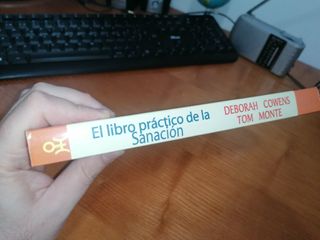 El libro práctico de la
Sanación
DEBORAH COWENS
TOM MONTE